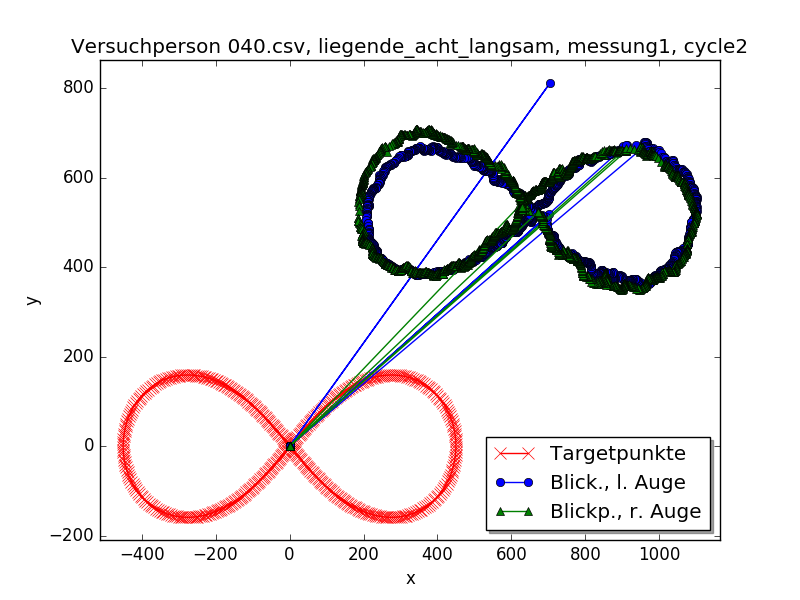 Versuchperson 040.csv, liegende_acht_langsam, messung1, cycle2
800
600
400
200
0
−200
y
−400 −200 0 200 400 600 800 1000
x
Targetpunkte
Blick., l. Auge
Blickp., r. Auge